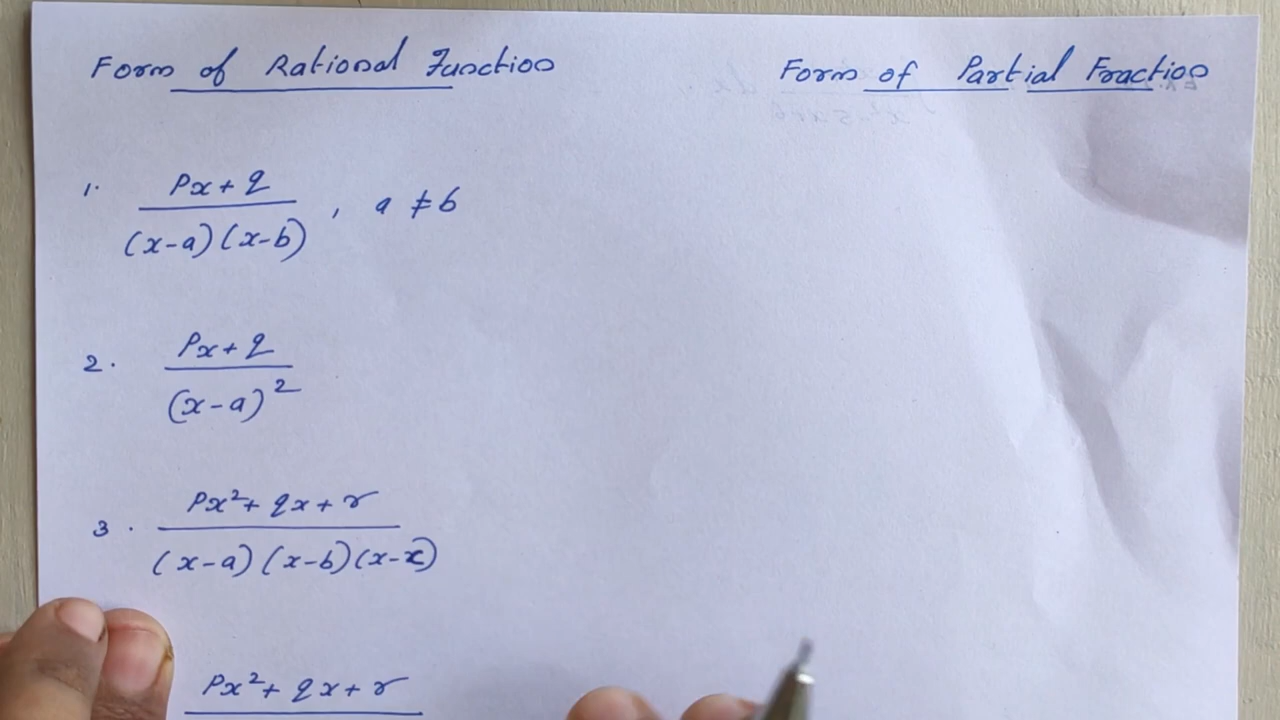 Form of Rational Function Form of Partial Fraction
1. Px + q / (x-a)(x-b) , a ≠ b
2. Px + q / (x-a)²
3. Px² + qx + r / (x-a)(x-b)(x-c)
Px² + qx + r